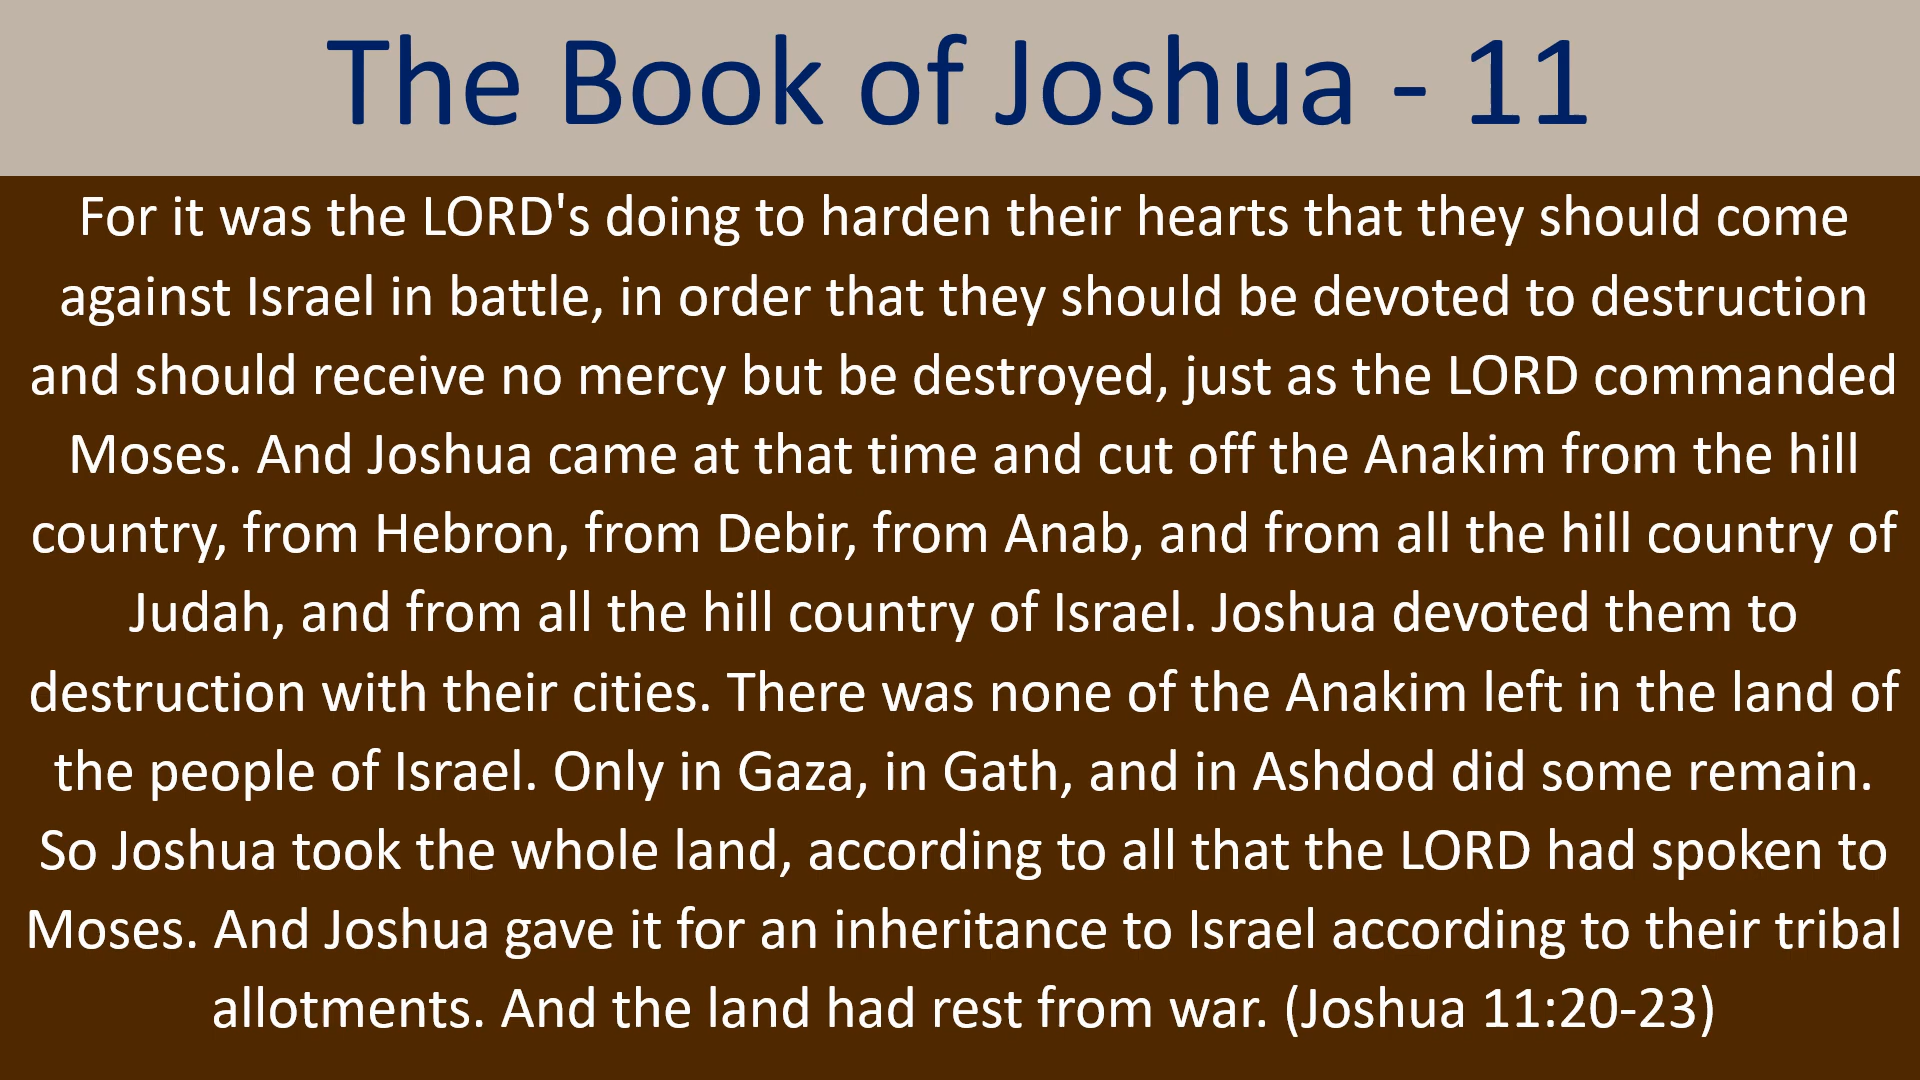 The Book of Joshua - 11
For it was the LORD's doing to harden their hearts that they should come
against Israel in battle, in order that they should be devoted to destruction
and should receive no mercy but be destroyed, just as the LORD commanded
Moses. And Joshua came at that time and cut off the Anakim from the hill
country, from Hebron, from Debir, from Anab, and from all the hill country of
Judah, and from all the hill country of Israel. Joshua devoted them to
destruction with their cities. There was none of the Anakim left in the land of
the people of Israel. Only in Gaza, in Gath, and in Ashdod did some remain.
So Joshua took the whole land, according to all that the LORD had spoken to
Moses. And Joshua gave it for an inheritance to Israel according to their tribal
allotments. And the land had rest from war. (Joshua 11:20-23)